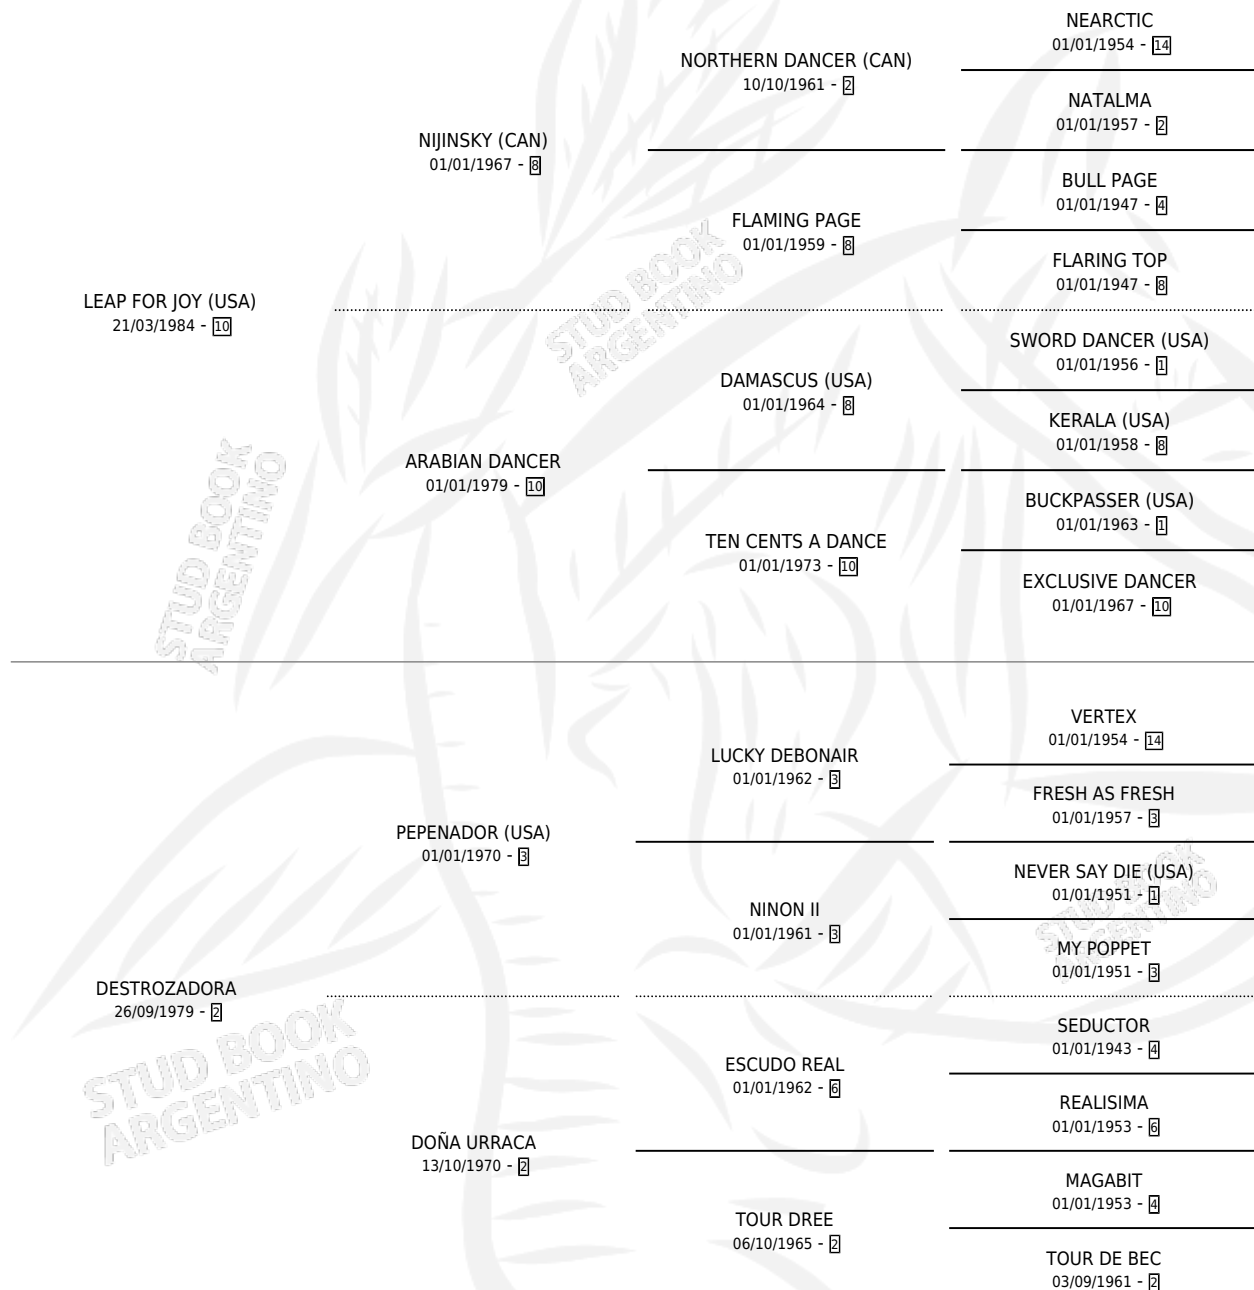 NEARCTIC
01/01/1954 - 14
NORTHERN DANCER (CAN)
10/10/1961 - 2
NATALMA
01/01/1957 - 2
NIJINSKY (CAN)
01/01/1967 - 8
BULL PAGE
01/01/1947 - 4
FLAMING PAGE
01/01/1959 - 8
FLARING TOP
01/01/1947 - 8
LEAP FOR JOY (USA)
21/03/1984 - 10
SWORD DANCER (USA)
01/01/1956 - 1
DAMASCUS (USA)
01/01/1964 - 8
KERALA (USA)
01/01/1958 - 8
ARABIAN DANCER
01/01/1979 - 10
BUCKPASSER (USA)
01/01/1963 - 1
TEN CENTS A DANCE
01/01/1973 - 10
EXCLUSIVE DANCER
01/01/1967 - 10
VERTEX
01/01/1954 - 14
LUCKY DEBONAIR
01/01/1962 - 3
FRESH AS FRESH
01/01/1957 - 3
PEPENADOR (USA)
01/01/1970 - 3
NEVER SAY DIE (USA)
01/01/1951 - 1
NINON II
01/01/1961 - 3
MY POPPET
01/01/1951 - 3
DESTROZADORA
26/09/1979 - 2
SEDUCTOR
01/01/1943 - 4
ESCUDO REAL
01/01/1962 - 6
REALISIMA
01/01/1953 - 6
DOÑA URRACA
13/10/1970 - 2
MAGABIT
01/01/1953 - 4
TOUR DREE
06/10/1965 - 2
TOUR DE BEC
03/09/1961 - 2
STUD BOOK
ARGENTINO
STUD BOOK
ARGENTINO
STUD BOOK
ARGENTINO
STUD BOOK
ARGENTINO